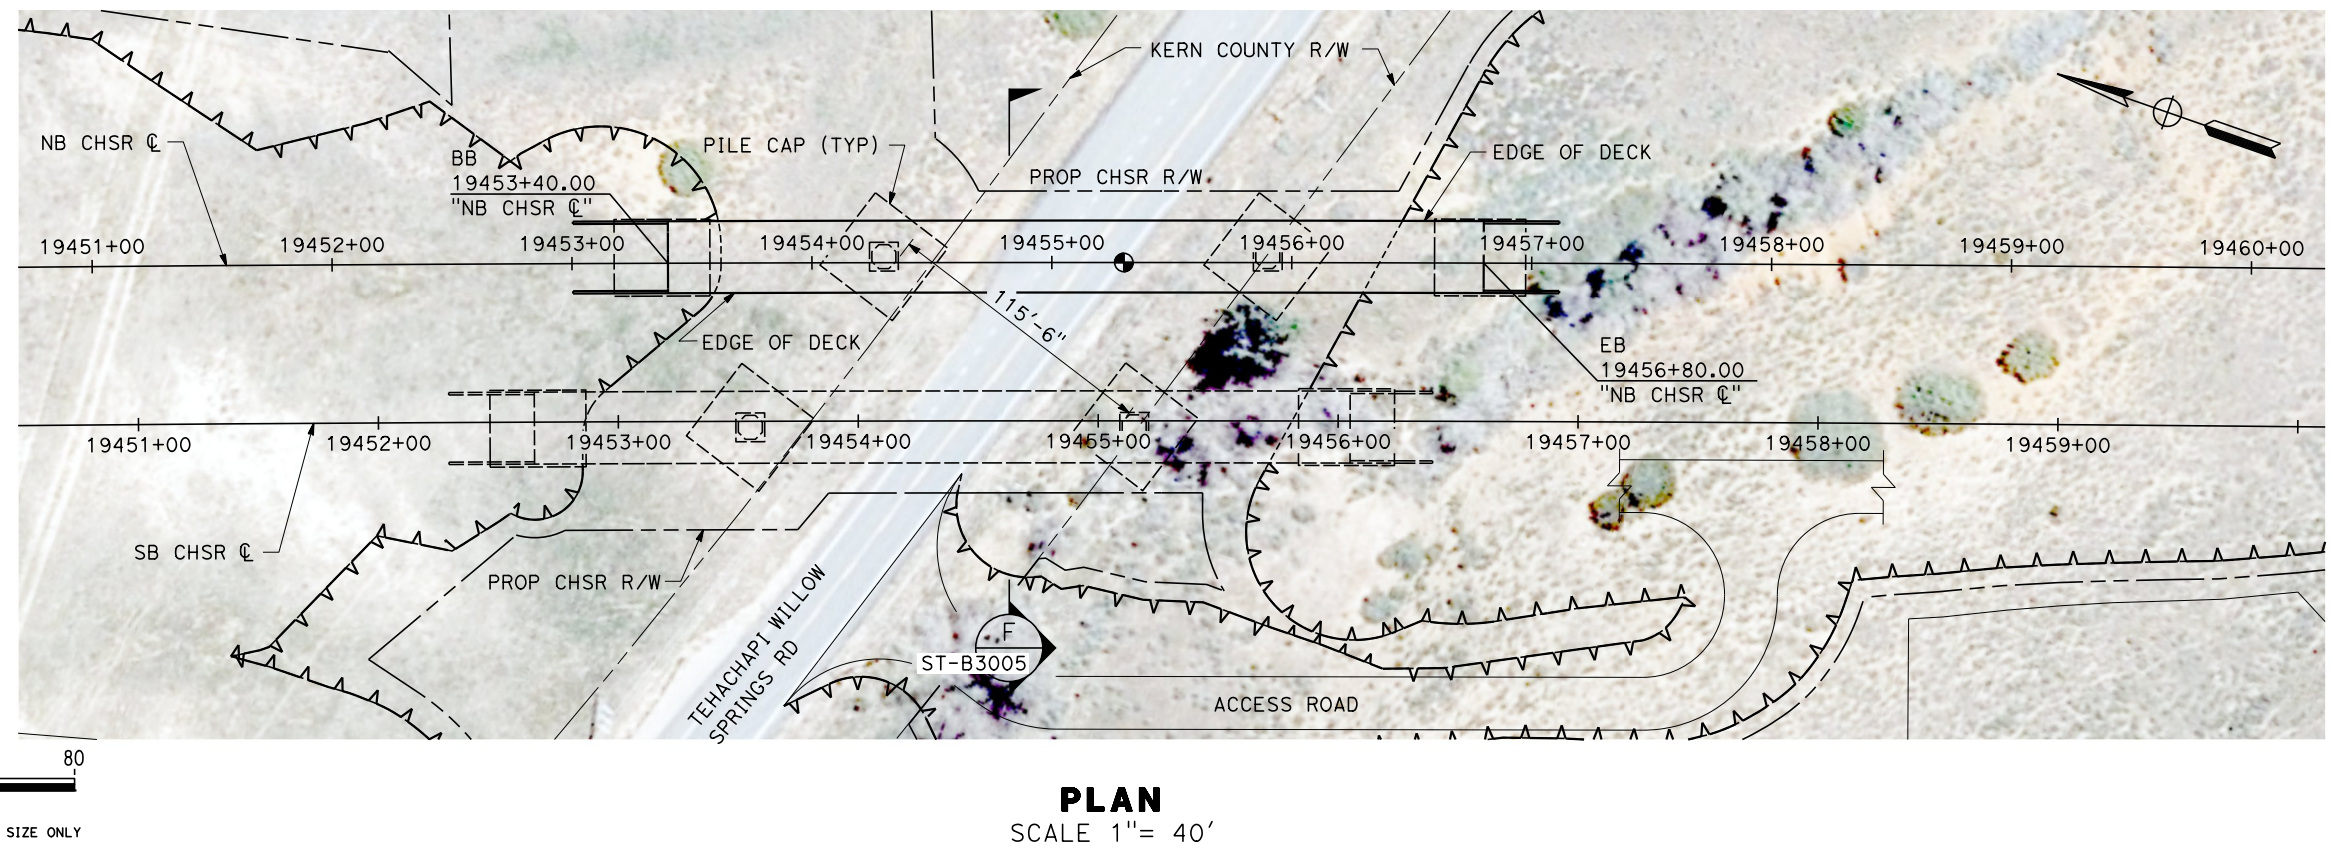 KERN COUNTY R/W
NB CHSR ℄
BB
19453+40.00
"NB CHSR ℄"
PILE CAP (TYP)
PROP CHSR R/W
EDGE OF DECK
19451+00
19452+00
19453+00
19454+00
19455+00
19456+00
19457+00
19458+00
19459+00
19460+00
115'-6"
EDGE OF DECK
EB
19456+80.00
"NB CHSR ℄"
19451+00
19452+00
19453+00
19454+00
19455+00
19456+00
19457+00
19458+00
19459+00
SB CHSR ℄
PROP CHSR R/W
TEHACHAPI WILLOW
SPRINGS RD
F
ST-B3005
ACCESS ROAD
80
SIZE ONLY
PLAN
SCALE 1"= 40'